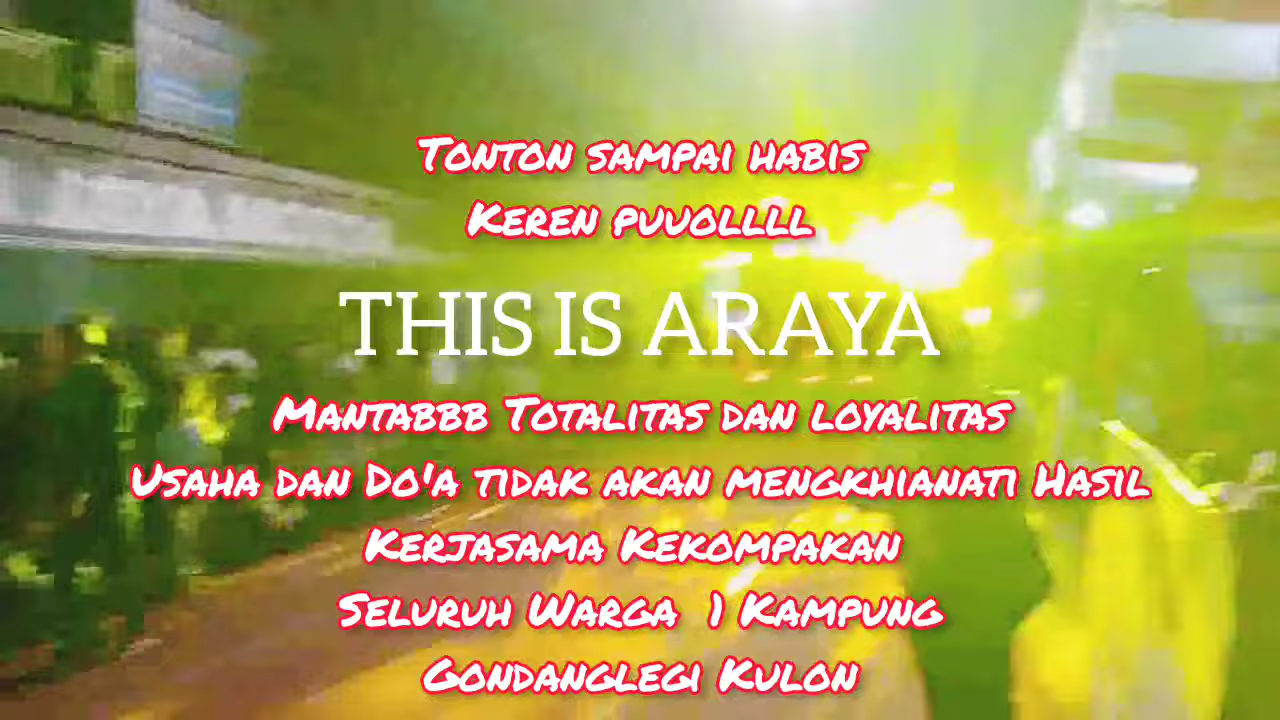 Tonton sampai habis
Keren puuollll
THIS IS ARAYA
Mantabbb Totalitas dan loyalitas
Usaha dan Do'a tidak akan mengkhianati Hasil
Kerjasama Kekompakan
Seluruh Warga 1 Kampung
Gondanglegi Kulon